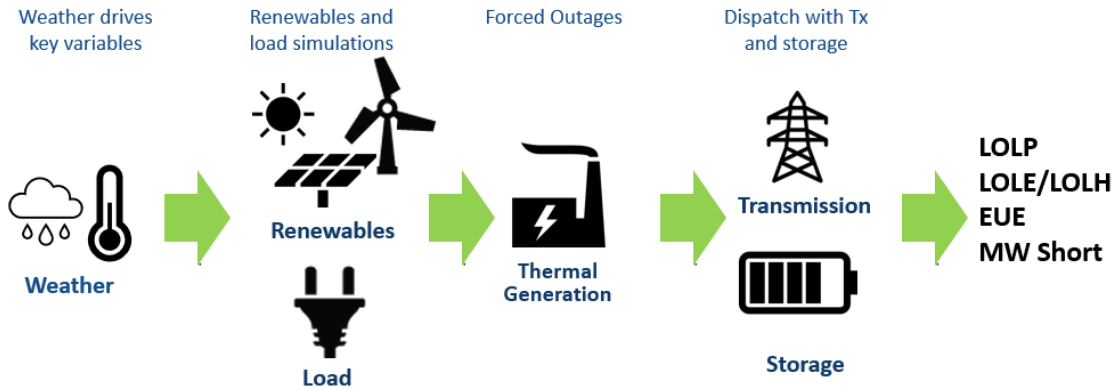 Weather drives
key variables
Renewables and
load simulations
Forced Outages
Dispatch with Tx
and storage
Weather
Renewables
Load
Thermal
Generation
Transmission
Storage
LOLP
LOLE/LOLH
EUE
MW Short